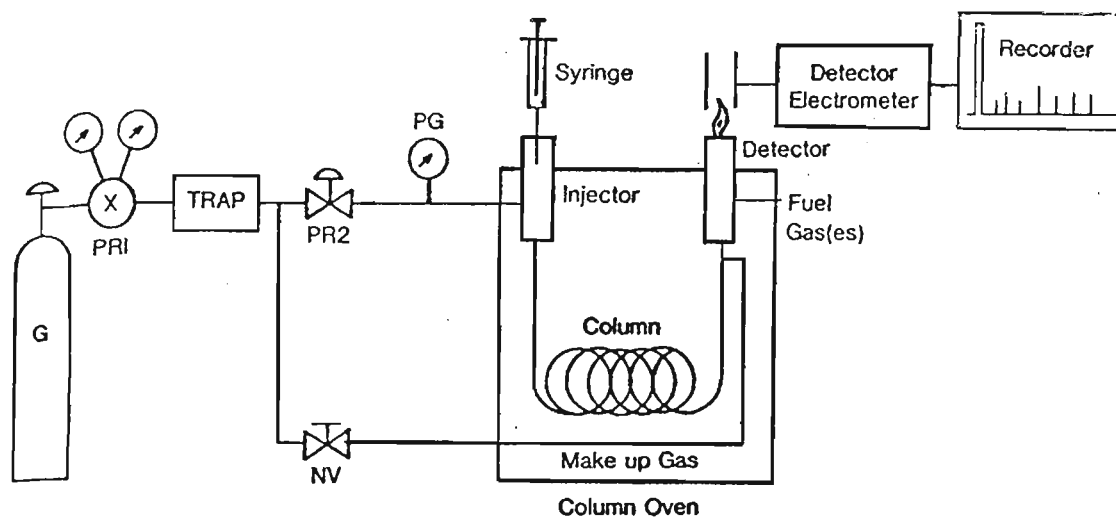 Syringe
PG
Detector
Electrometer
Recorder
Detector
Injector
Fuel
Gas(es)
X
PRI
TRAP
PR2
G
Column
NV
Make up Gas
Column Oven